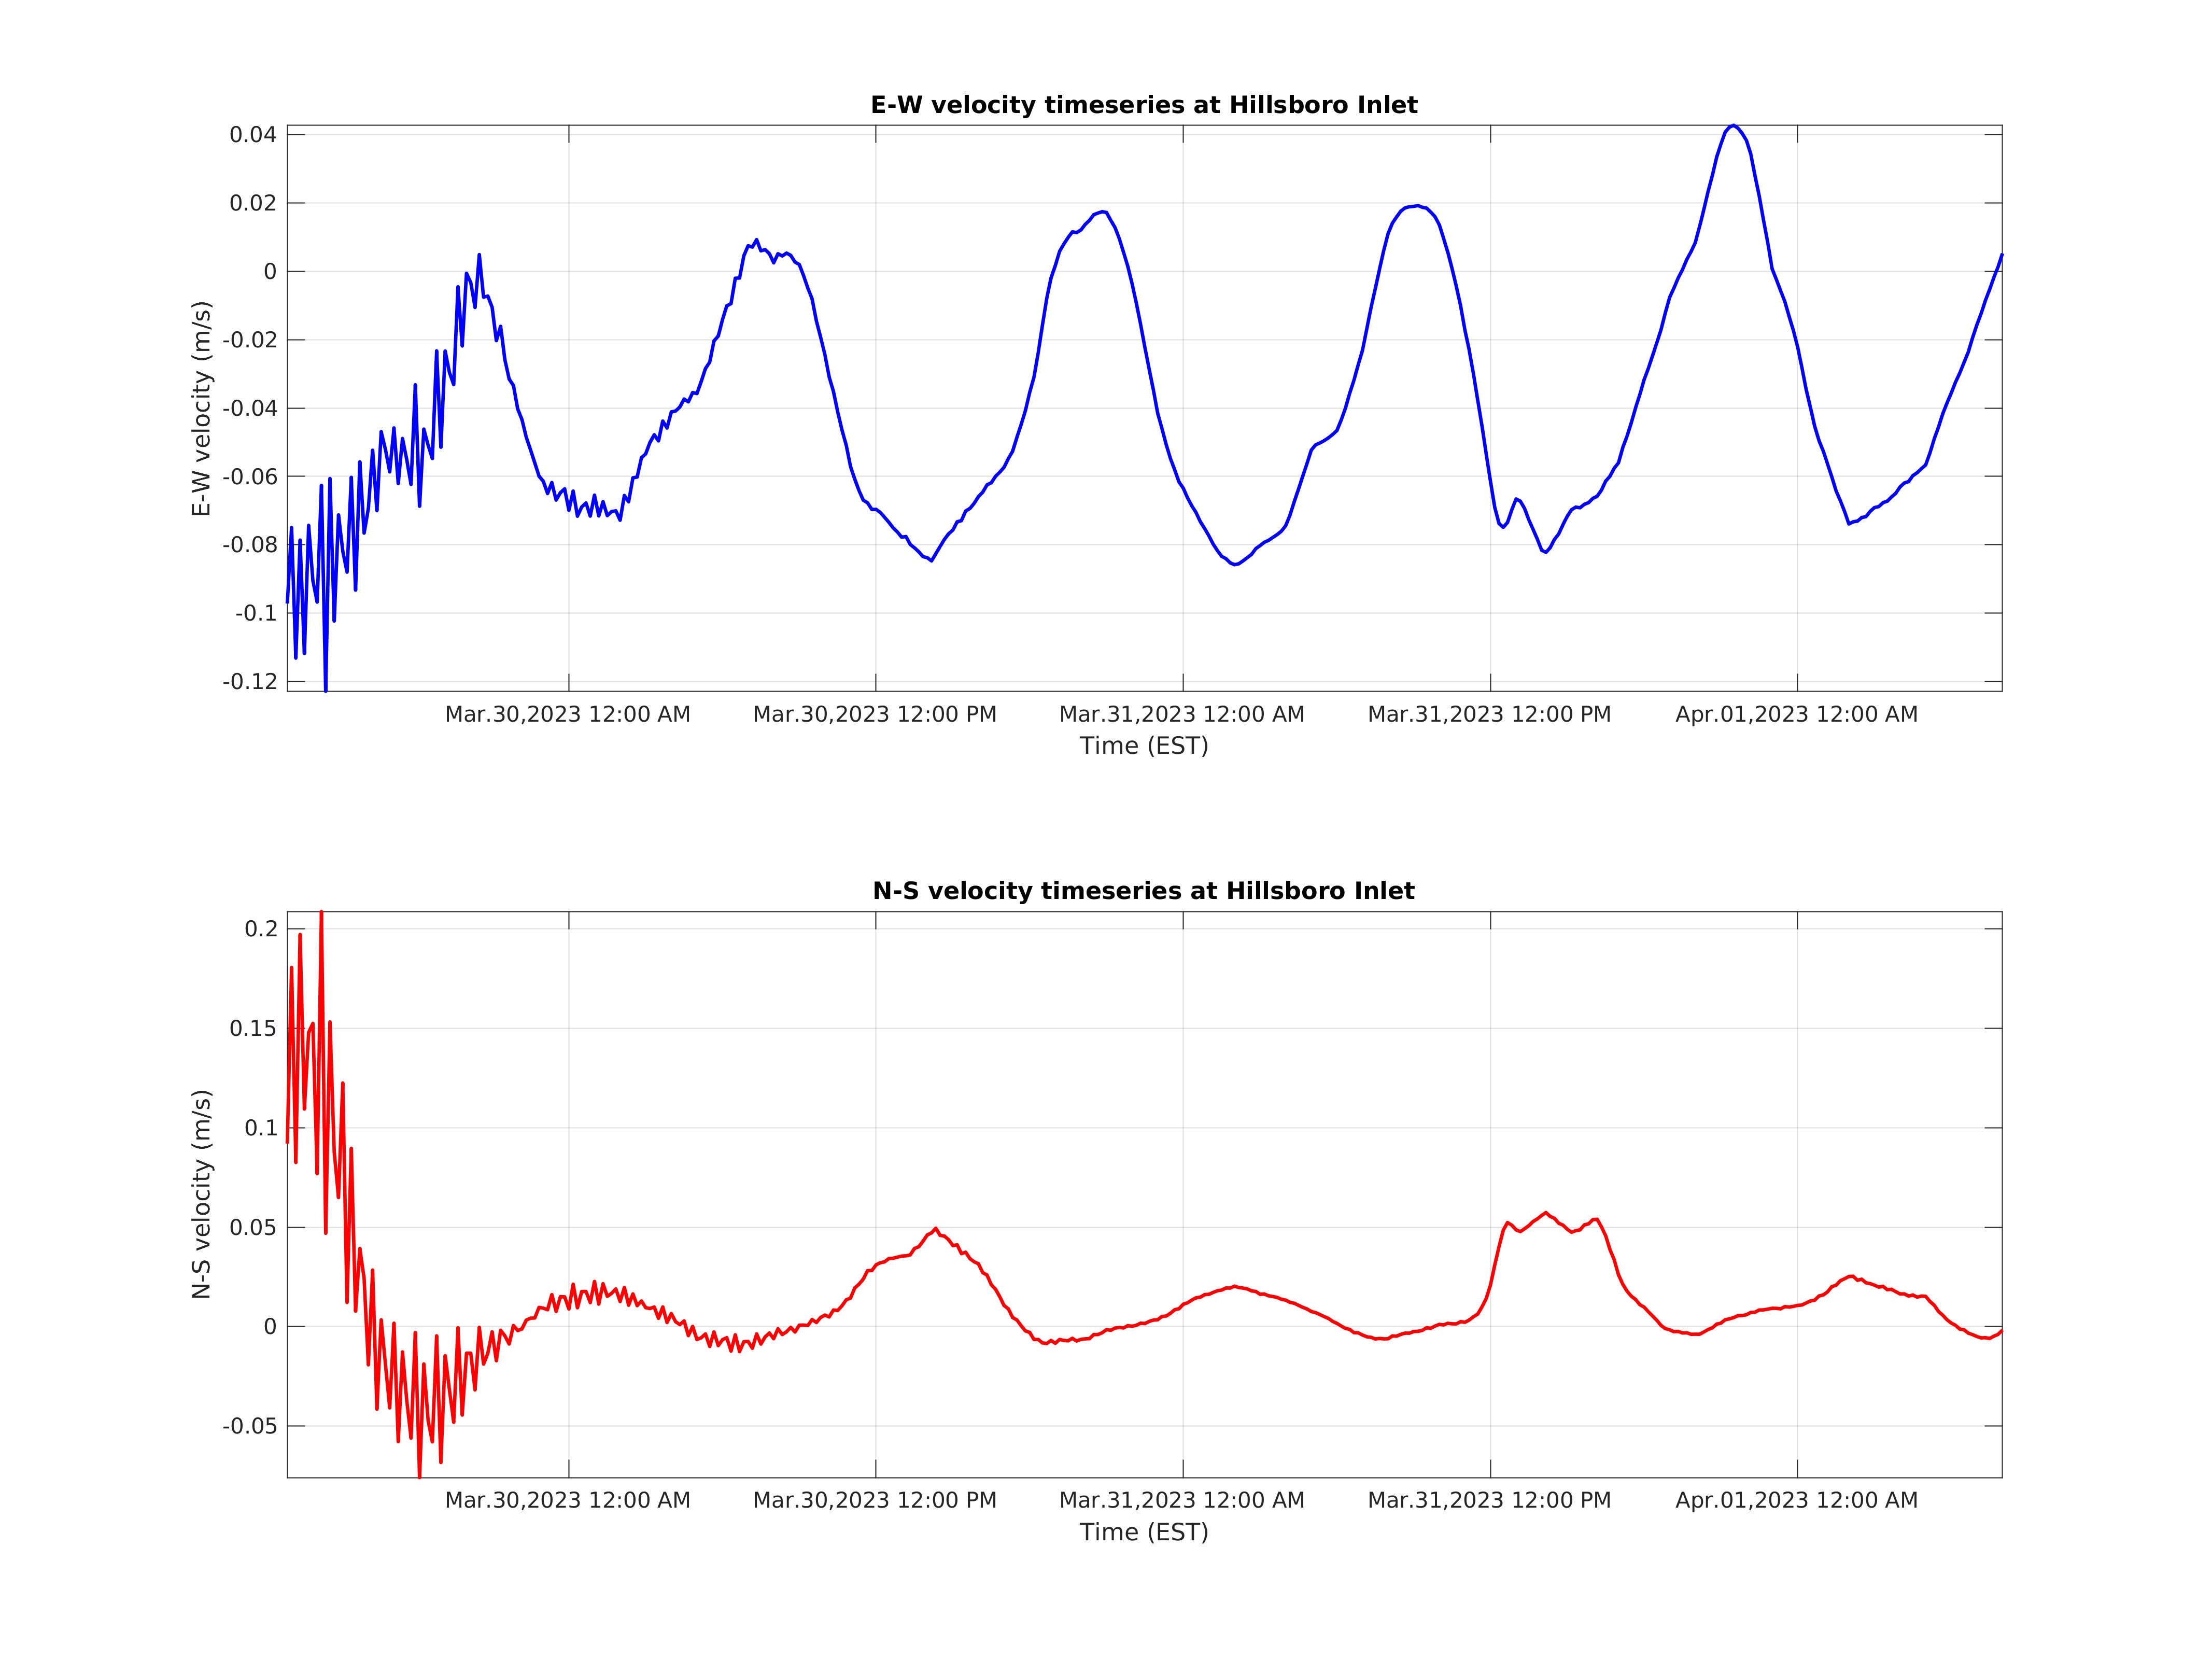 E-W velocity timeseries at Hillsboro Inlet
E-W velocity (m/s)
0.04
0.02
0
-0.02
-0.04
-0.06
-0.08
-0.1
-0.12
Mar.30,2023 12:00 AM
Mar.30,2023 12:00 PM
Mar.31,2023 12:00 AM
Mar.31,2023 12:00 PM
Apr.01,2023 12:00 AM
Time (EST)
N-S velocity timeseries at Hillsboro Inlet
N-S velocity (m/s)
0.2
0.15
0.1
0.05
0
-0.05
Mar.30,2023 12:00 AM
Mar.30,2023 12:00 PM
Mar.31,2023 12:00 AM
Mar.31,2023 12:00 PM
Apr.01,2023 12:00 AM
Time (EST)